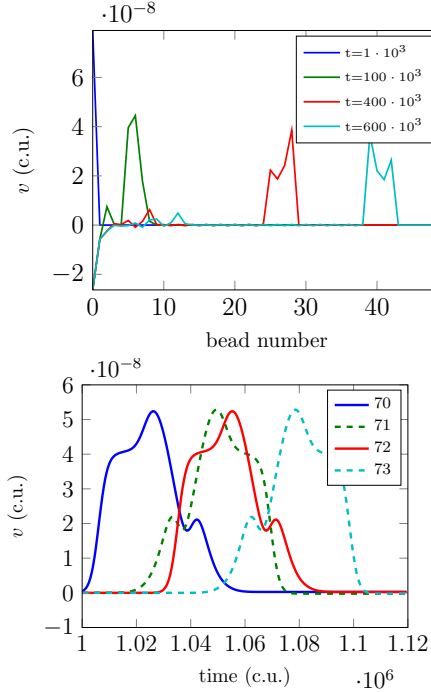 ·10⁻⁸
6
4
2
0
−2
v (c.u.)
t=1 · 10³
t=100 · 10³
t=400 · 10³
t=600 · 10³
0 10 20 30 40
bead number
·10⁻⁸
6
5
4
3
2
1
0
−1
v (c.u.)
70
71
72
73
1 1.02 1.04 1.06 1.08 1.1 1.12
time (c.u.)
·10⁶